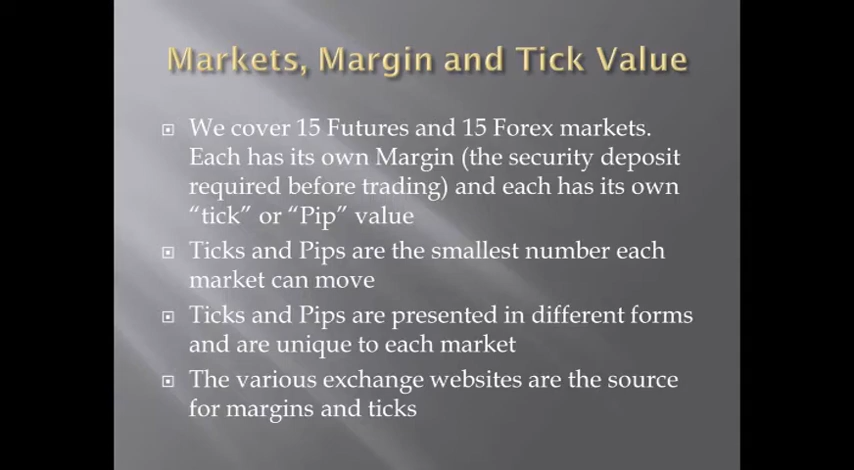 Markets, Margin and Tick Value
We cover 15 Futures and 15 Forex markets.
Each has its own Margin (the security deposit
required before trading) and each has its own
“tick” or “Pip” value
Ticks and Pips are the smallest number each
market can move
Ticks and Pips are presented in different forms
and are unique to each market
The various exchange websites are the source
for margins and ticks